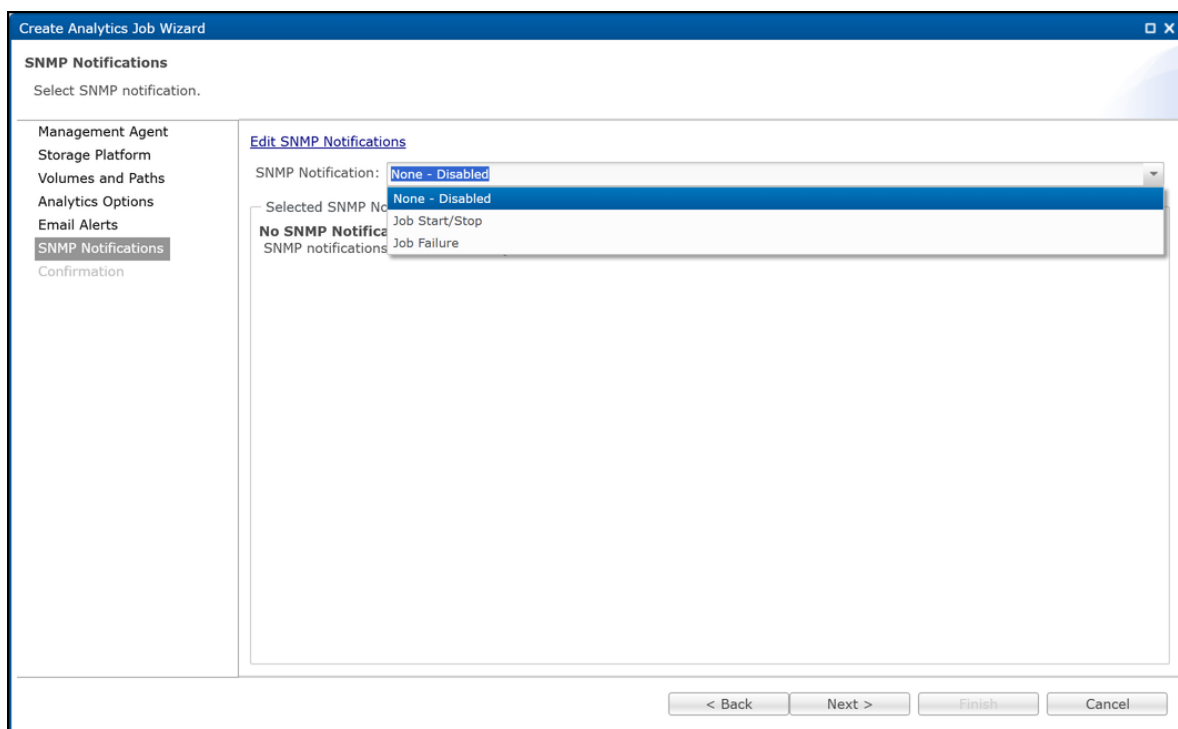 Create Analytics Job Wizard
SNMP Notifications
Select SNMP notification.
Management Agent
Storage Platform
Volumes and Paths
Analytics Options
Email Alerts
SNMP Notifications
Confirmation
Edit SNMP Notifications
SNMP Notification: None - Disabled
None - Disabled
Job Start/Stop
Job Failure
Selected SNMP No
No SNMP Notifica
SNMP notifications
< Back Next > Finish Cancel